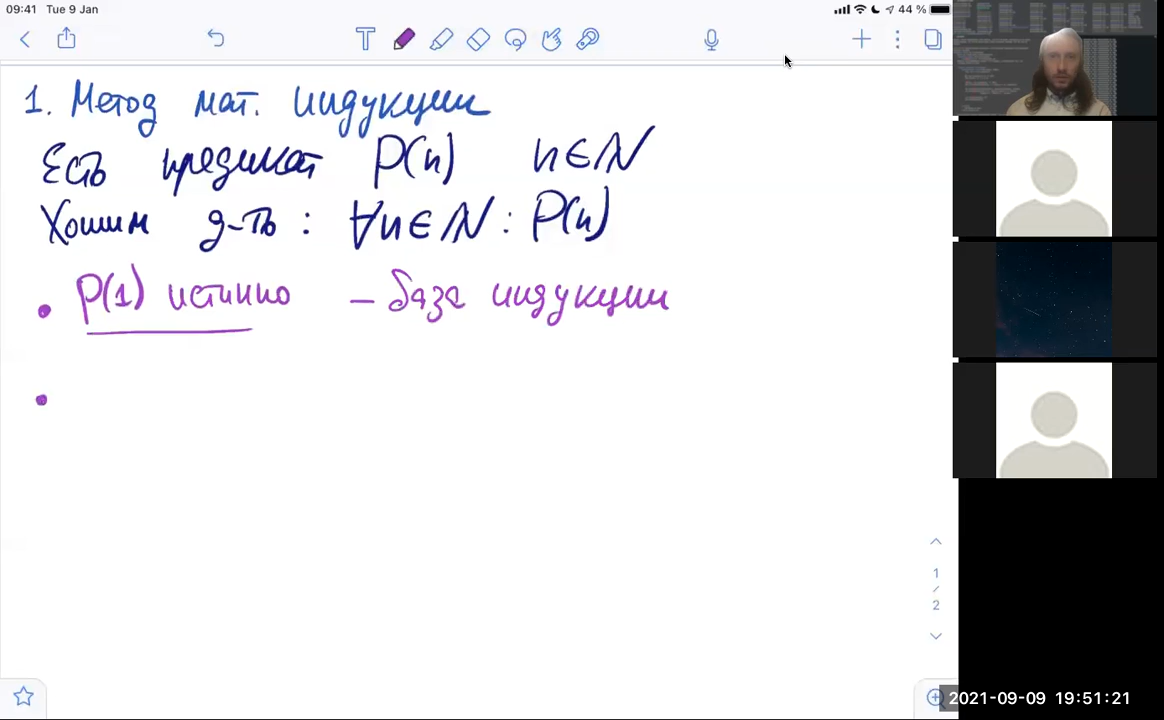 09:41 Tue 9 Jan
44 %
1. Метод мат. индукции
Есть предикат P(n) n∈ℕ
Хотим д-ть : ∀n∈ℕ : P(n)
• P(1) истинно – база индукции
•
1
/
2
2021-09-09 19:51:21